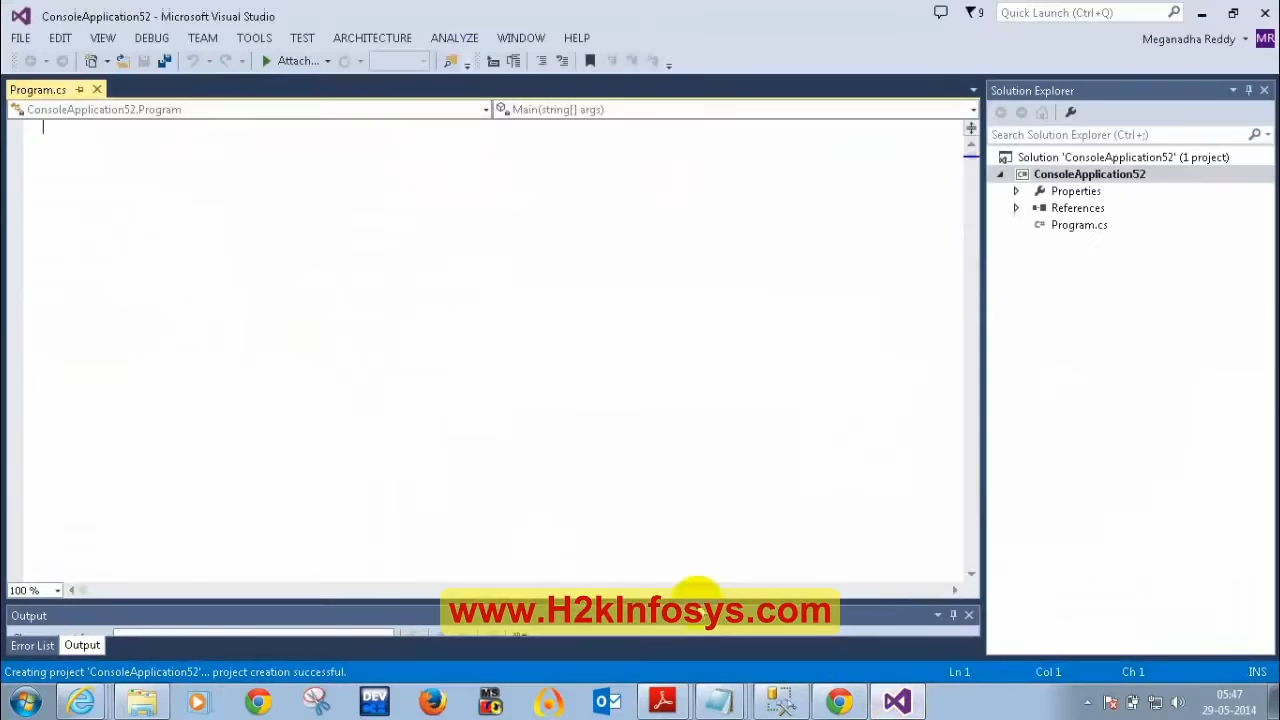 ConsoleApplication52 - Microsoft Visual Studio
9
Quick Launch (Ctrl+Q)
FILE EDIT VIEW DEBUG TEAM TOOLS TEST ARCHITECTURE ANALYZE WINDOW HELP
Meganadha Reddy
MR
Attach...
Program.cs
Solution Explorer
ConsoleApplication52.Program
Main(string[] args)
Search Solution Explorer (Ctrl+;)
Solution 'ConsoleApplication52' (1 project)
C# ConsoleApplication52
Properties
References
C# Program.cs
100 %
www.H2kInfosys.com
Output
Error List Output
Creating project 'ConsoleApplication52'... project creation successful.
Ln 1 Col 1 Ch 1 INS
DEV
MS
05:47
29-05-2014